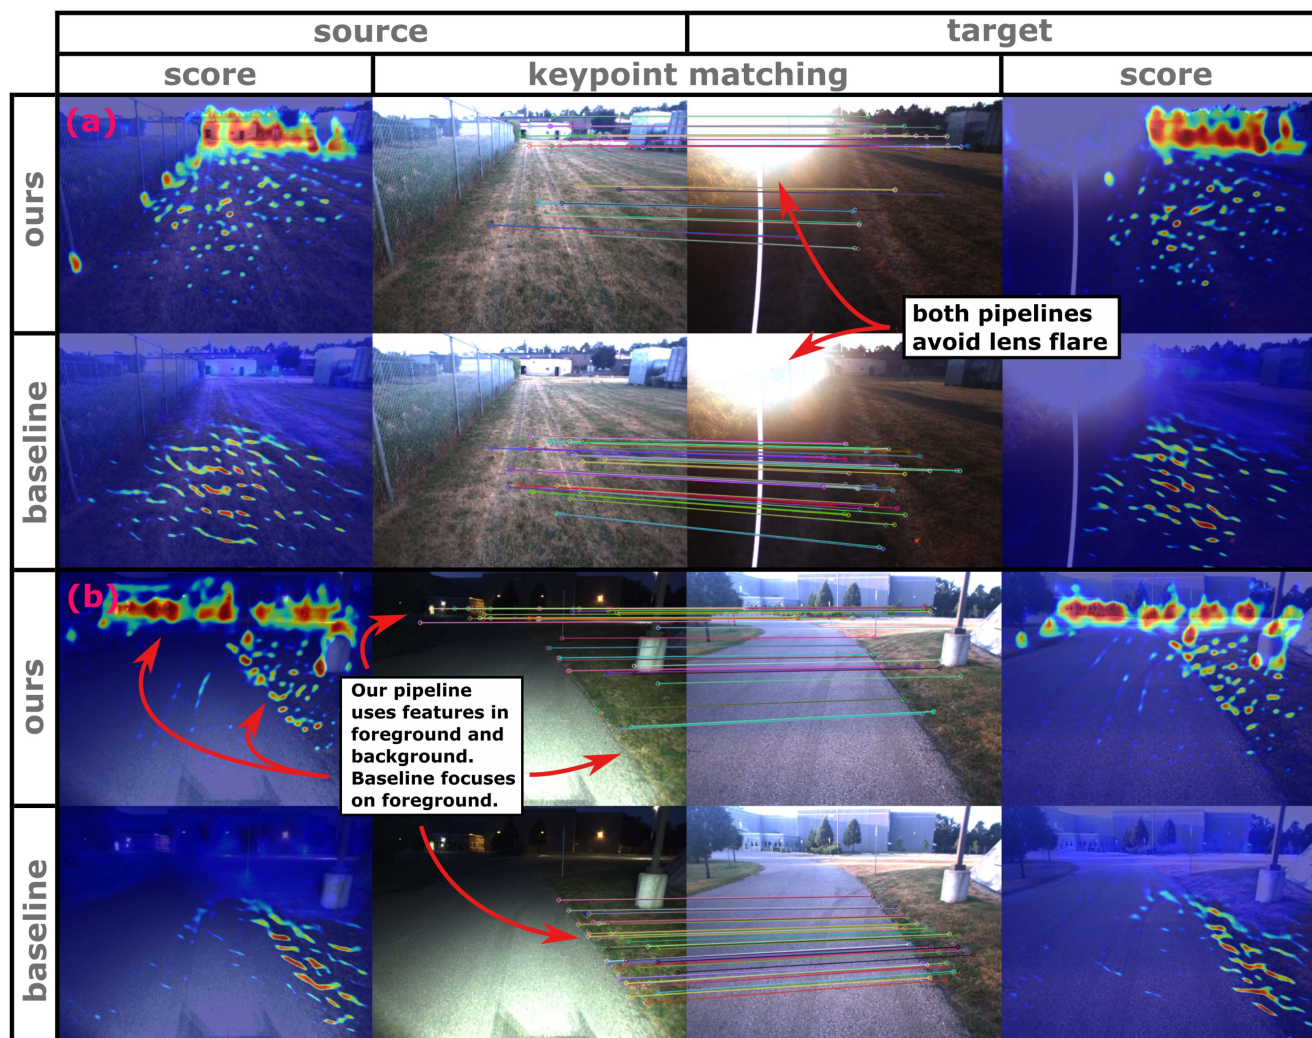 source
target
score
keypoint matching
score
ours
(a)
both pipelines
avoid lens flare
baseline
ours
(b)
Our pipeline
uses features in
foreground and
background.
Baseline focuses
on foreground.
baseline